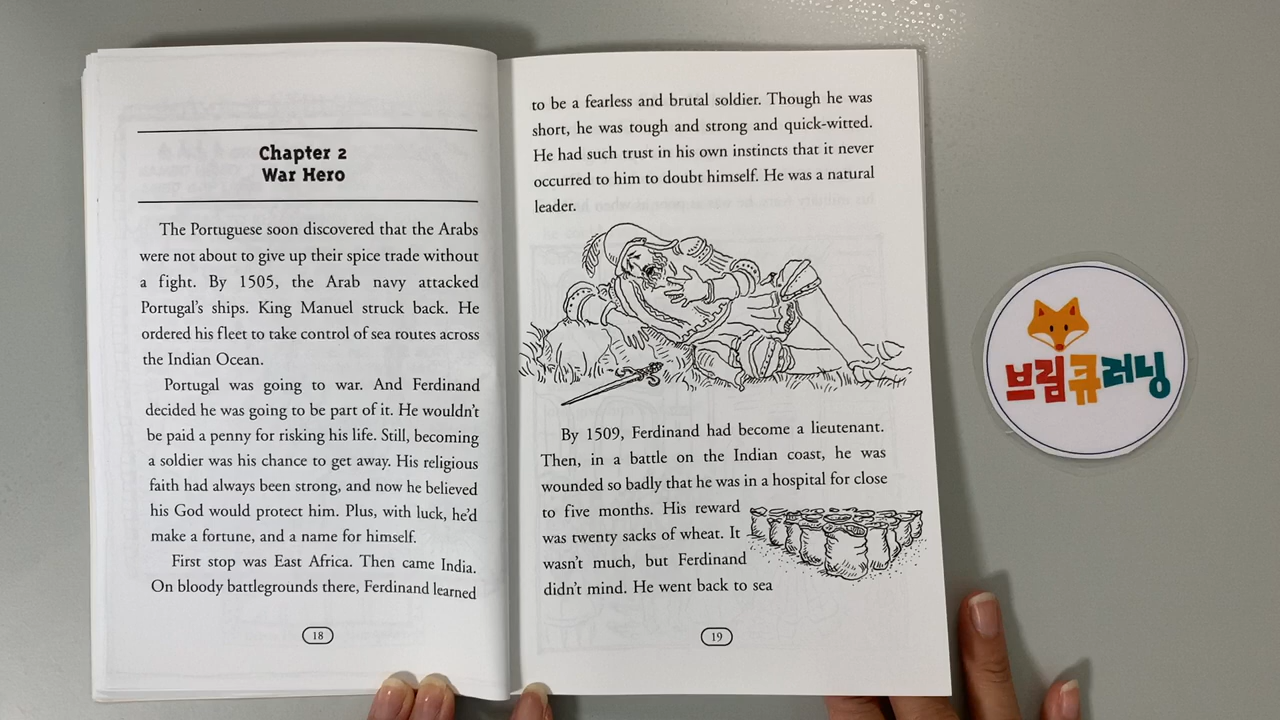 Chapter 2
War Hero
The Portuguese soon discovered that the Arabs
were not about to give up their spice trade without
a fight. By 1505, the Arab navy attacked
Portugal's ships. King Manuel struck back. He
ordered his fleet to take control of sea routes across
the Indian Ocean.
Portugal was going to war. And Ferdinand
decided he was going to be part of it. He wouldn't
be paid a penny for risking his life. Still, becoming
a soldier was his chance to get away. His religious
faith had always been strong, and now he believed
his God would protect him. Plus, with luck, he'd
make a fortune, and a name for himself.
First stop was East Africa. Then came India.
On bloody battlegrounds there, Ferdinand learned
18
to be a fearless and brutal soldier. Though he was
short, he was tough and strong and quick-witted.
He had such trust in his own instincts that it never
occurred to him to doubt himself. He was a natural
leader.
By 1509, Ferdinand had become a lieutenant.
Then, in a battle on the Indian coast, he was
wounded so badly that he was in a hospital for close
to five months. His reward
was twenty sacks of wheat. It
wasn't much, but Ferdinand
didn't mind. He went back to sea
19
브림큐러닝